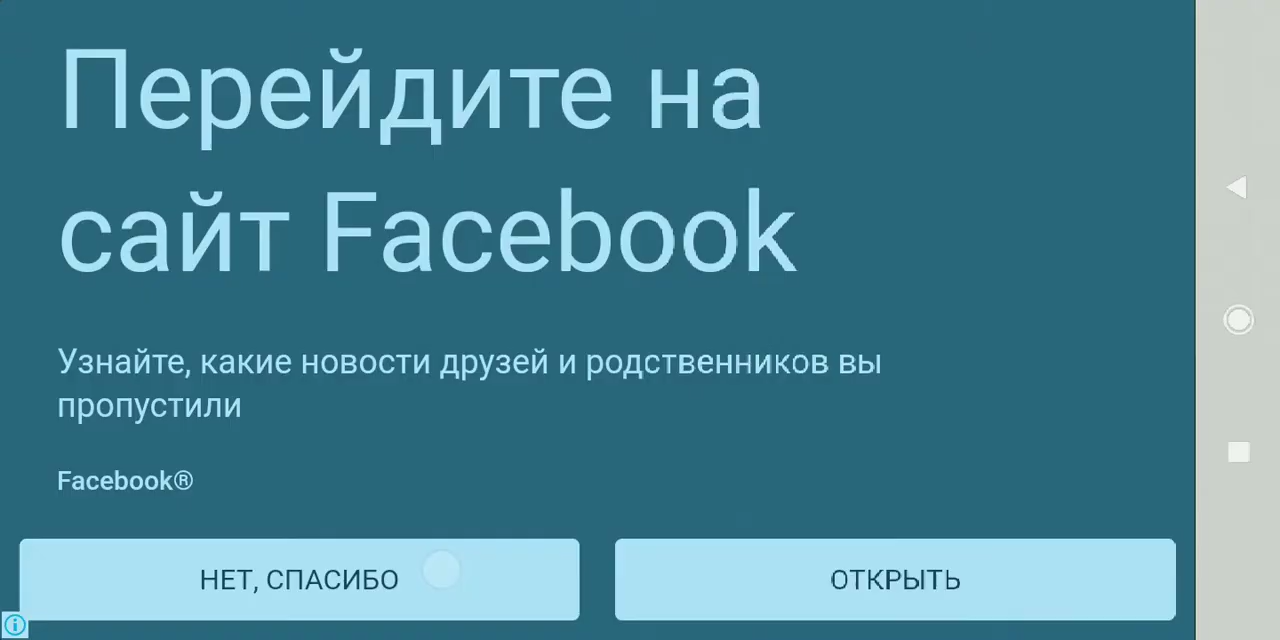 Перейдите на
сайт Facebook
Узнайте, какие новости друзей и родственников вы
пропустили
Facebook®
НЕТ, СПАСИБО
ОТКРЫТЬ